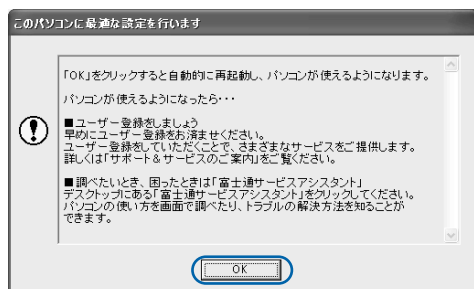 このパソコンに最適な設定を行います
「OK」をクリックすると自動的に再起動し、パソコンが使えるようになります。
パソコンが使えるようになったら・・・
■ユーザー登録をしましょう
早めにユーザー登録をお済ませください。
ユーザー登録をしていただくことで、さまざまなサービスをご提供します。
詳しくは「サポート＆サービスのご案内」をご覧ください。
■調べたいとき、困ったときは「富士通サービスアシスタント」
デスクトップにある「富士通サービスアシスタント」をクリックしてください。
パソコンの使い方を画面で調べたり、トラブルの解決方法を知ることが
できます。
OK